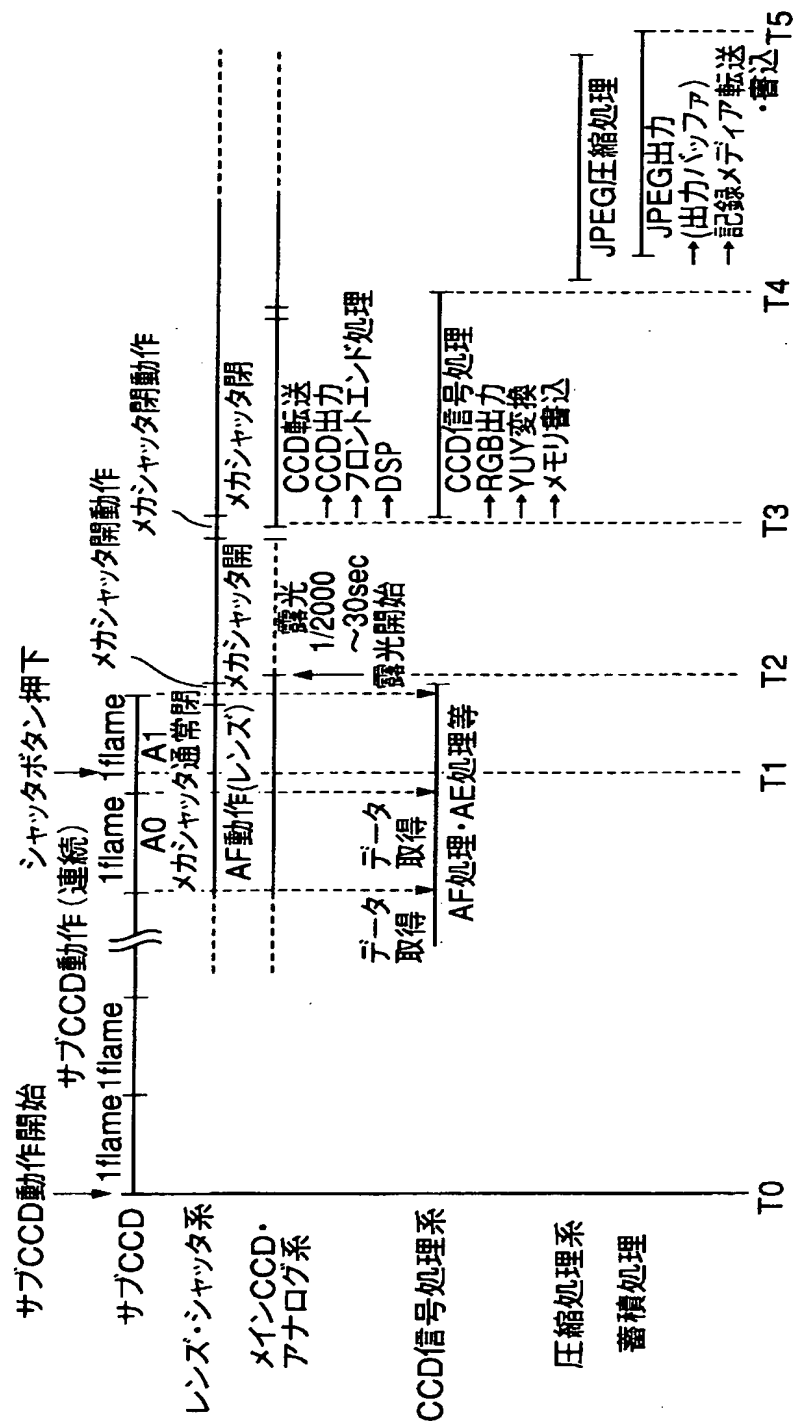 サブCCD動作開始
シャッタボタン押下
サブCCD動作(連続)
メカシャッタ開動作
メカシャッタ閉動作
サブCCD
1flame
1flame
1flame
1flame
A0
A1
レンズ・シャッタ系
メカシャッタ通常閉
メカシャッタ開
メカシャッタ閉
メインCCD・
アナログ系
AF動作(レンズ)
露光
1/2000
～30sec
露光開始
CCD転送
→CCD出力
→フロントエンド処理
→DSP
CCD信号処理系
データ
取得
データ
取得
AF処理・AE処理等
CCD信号処理
→RGB出力
→YUY変換
→メモリ書込
圧縮処理系
JPEG圧縮処理
蓄積処理
JPEG出力
→(出力バッファ)
→記録メディア転送
・書込
T0
T1
T2
T3
T4
T5